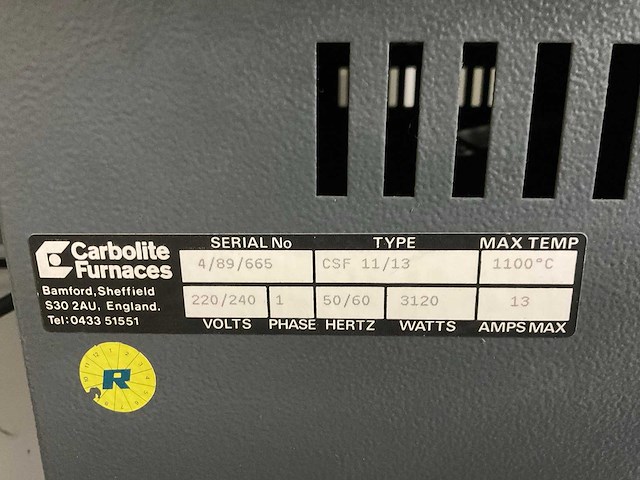 Carbolite
Furnaces
Bamford,Sheffield
S30 2AU, England.
Tel:0433 51551
SERIAL No TYPE MAX TEMP
4/89/665 CSF 11/13 1100°C
220/240 1 50/60 3120 13
VOLTS PHASE HERTZ WATTS AMPS MAX
R